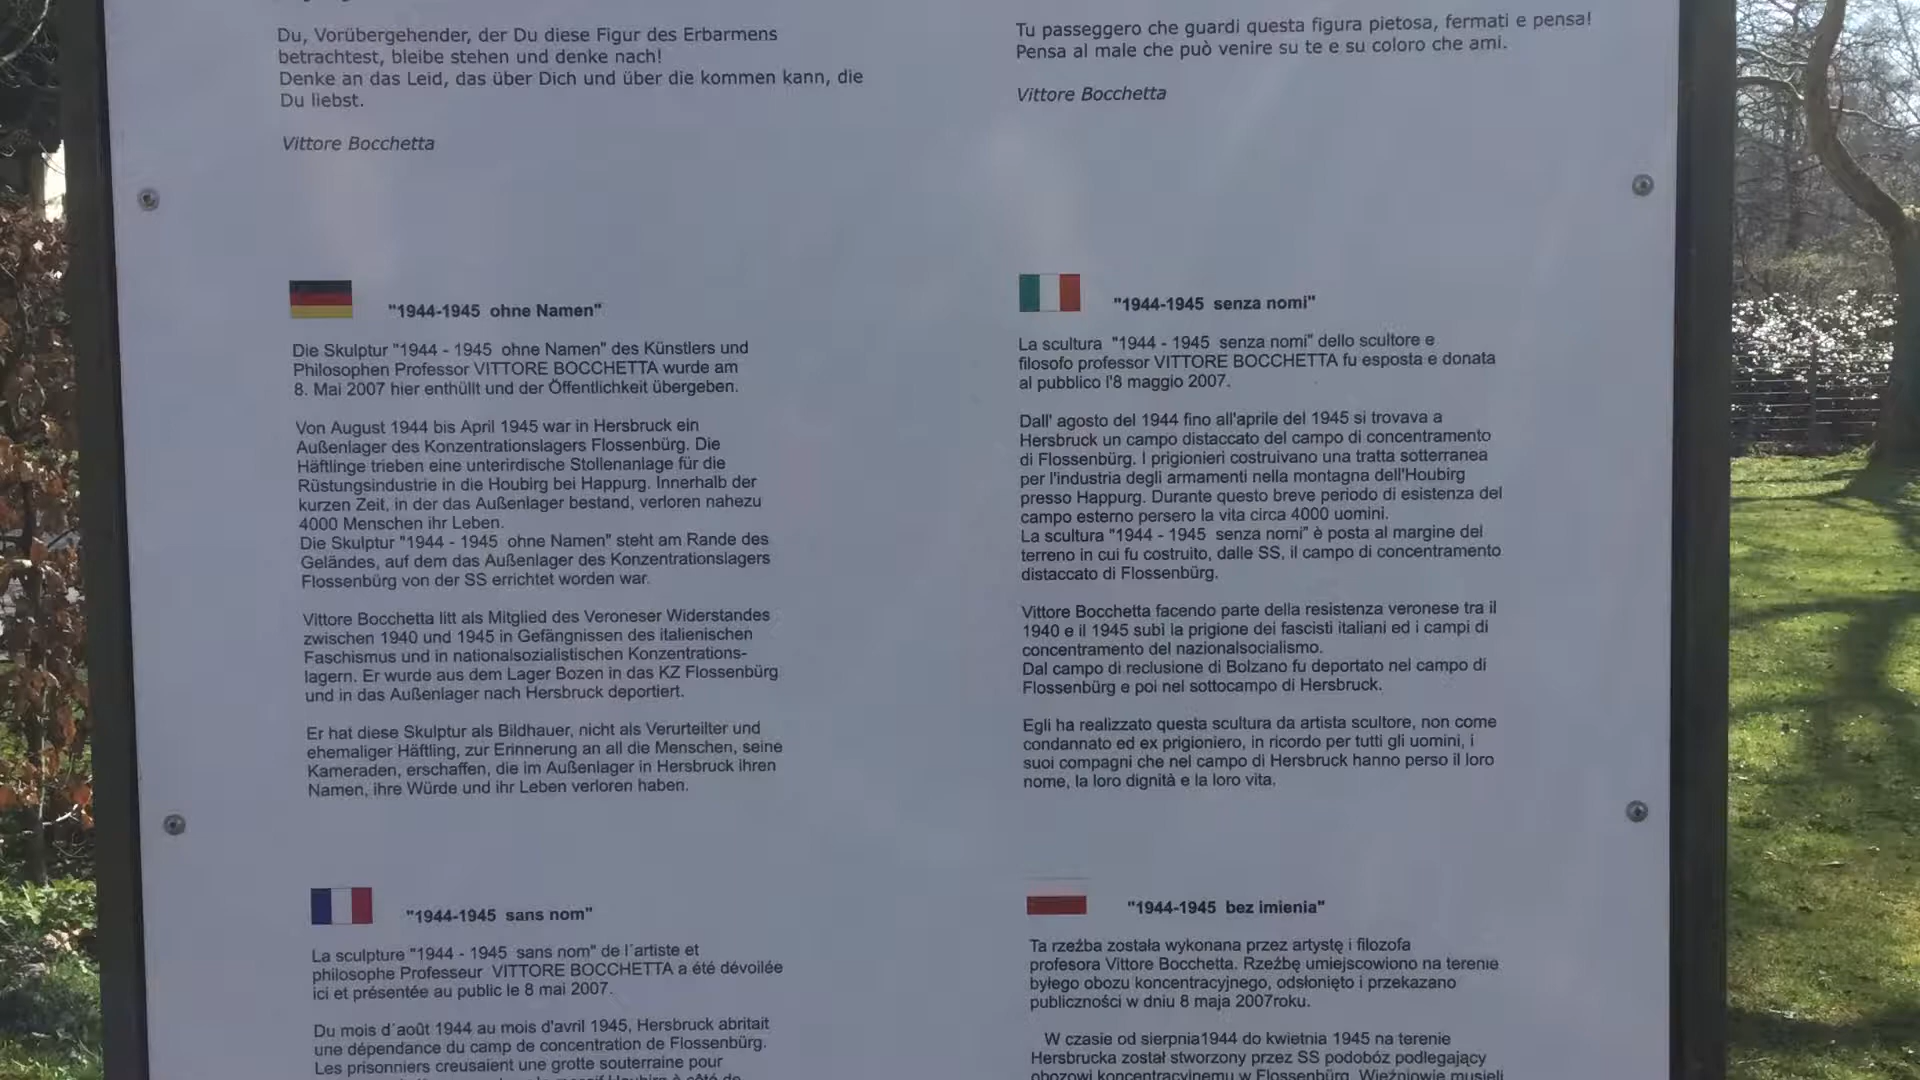 Du, Vorübergehender, der Du diese Figur des Erbarmens
betrachtest, bleibe stehen und denke nach!
Denke an das Leid, das über Dich und über die kommen kann, die
Du liebst.
Vittore Bocchetta
Tu passeggero che guardi questa figura pietosa, fermati e pensa!
Pensa al male che può venire su te e su coloro che ami.
Vittore Bocchetta
"1944-1945 ohne Namen"
Die Skulptur "1944 - 1945 ohne Namen" des Künstlers und
Philosophen Professor VITTORE BOCCHETTA wurde am
8. Mai 2007 hier enthüllt und der Öffentlichkeit übergeben.
Von August 1944 bis April 1945 war in Hersbruck ein
Außenlager des Konzentrationslagers Flossenbürg. Die
Häftlinge trieben eine unterirdische Stollenanlage für die
Rüstungsindustrie in die Houbirg bei Happurg. Innerhalb der
kurzen Zeit, in der das Außenlager bestand, verloren nahezu
4000 Menschen ihr Leben.
Die Skulptur "1944 - 1945 ohne Namen" steht am Rande des
Geländes, auf dem das Außenlager des Konzentrationslagers
Flossenbürg von der SS errichtet worden war.
Vittore Bocchetta litt als Mitglied des Veroneser Widerstandes
zwischen 1940 und 1945 in Gefängnissen des italienischen
Faschismus und in nationalsozialistischen Konzentrations-
lagern. Er wurde aus dem Lager Bozen in das KZ Flossenbürg
und in das Außenlager nach Hersbruck deportiert.
Er hat diese Skulptur als Bildhauer, nicht als Verurteilter und
ehemaliger Häftling, zur Erinnerung an all die Menschen, seine
Kameraden, erschaffen, die im Außenlager in Hersbruck ihren
Namen, ihre Würde und ihr Leben verloren haben.
"1944-1945 senza nomi"
La scultura "1944 - 1945 senza nomi" dello scultore e
filosofo professor VITTORE BOCCHETTA fu esposta e donata
al pubblico l'8 maggio 2007.
Dall' agosto del 1944 fino all'aprile del 1945 si trovava a
Hersbruck un campo distaccato del campo di concentramento
di Flossenbürg. I prigionieri costruivano una tratta sotterranea
per l'industria degli armamenti nella montagna dell'Houbirg
presso Happurg. Durante questo breve periodo di esistenza del
campo esterno persero la vita circa 4000 uomini.
La scultura "1944 - 1945 senza nomi" è posta al margine del
terreno in cui fu costruito, dalle SS, il campo di concentramento
distaccato di Flossenbürg.
Vittore Bocchetta facendo parte della resistenza veronese tra il
1940 e il 1945 subì la prigione dei fascisti italiani ed i campi di
concentramento del nazionalsocialismo.
Dal campo di reclusione di Bolzano fu deportato nel campo di
Flossenbürg e poi nel sottocampo di Hersbruck.
Egli ha realizzato questa scultura da artista scultore, non come
condannato ed ex prigioniero, in ricordo per tutti gli uomini, i
suoi compagni che nel campo di Hersbruck hanno perso il loro
nome, la loro dignità e la loro vita.
"1944-1945 sans nom"
La sculpture "1944 - 1945 sans nom" de l´artiste et
philosophe Professeur VITTORE BOCCHETTA a été dévoilée
ici et présentée au public le 8 mai 2007.
Du mois d´août 1944 au mois d'avril 1945, Hersbruck abritait
une dépendance du camp de concentration de Flossenbürg.
Les prisonniers creusaient une grotte souterraine pour
"1944-1945 bez imienia"
Ta rzeźba została wykonana przez artystę i filozofa
profesora Vittore Bocchetta. Rzeźbę umiejscowiono na terenie
byłego obozu koncentracyjnego, odsłonięto i przekazano
publiczności w dniu 8 maja 2007roku.
W czasie od sierpnia1944 do kwietnia 1945 na terenie
Hersbrucka został stworzony przez SS podobóz podlegający
obozowi koncentracyjnemu w Flossenbürg. Więźniowie musieli